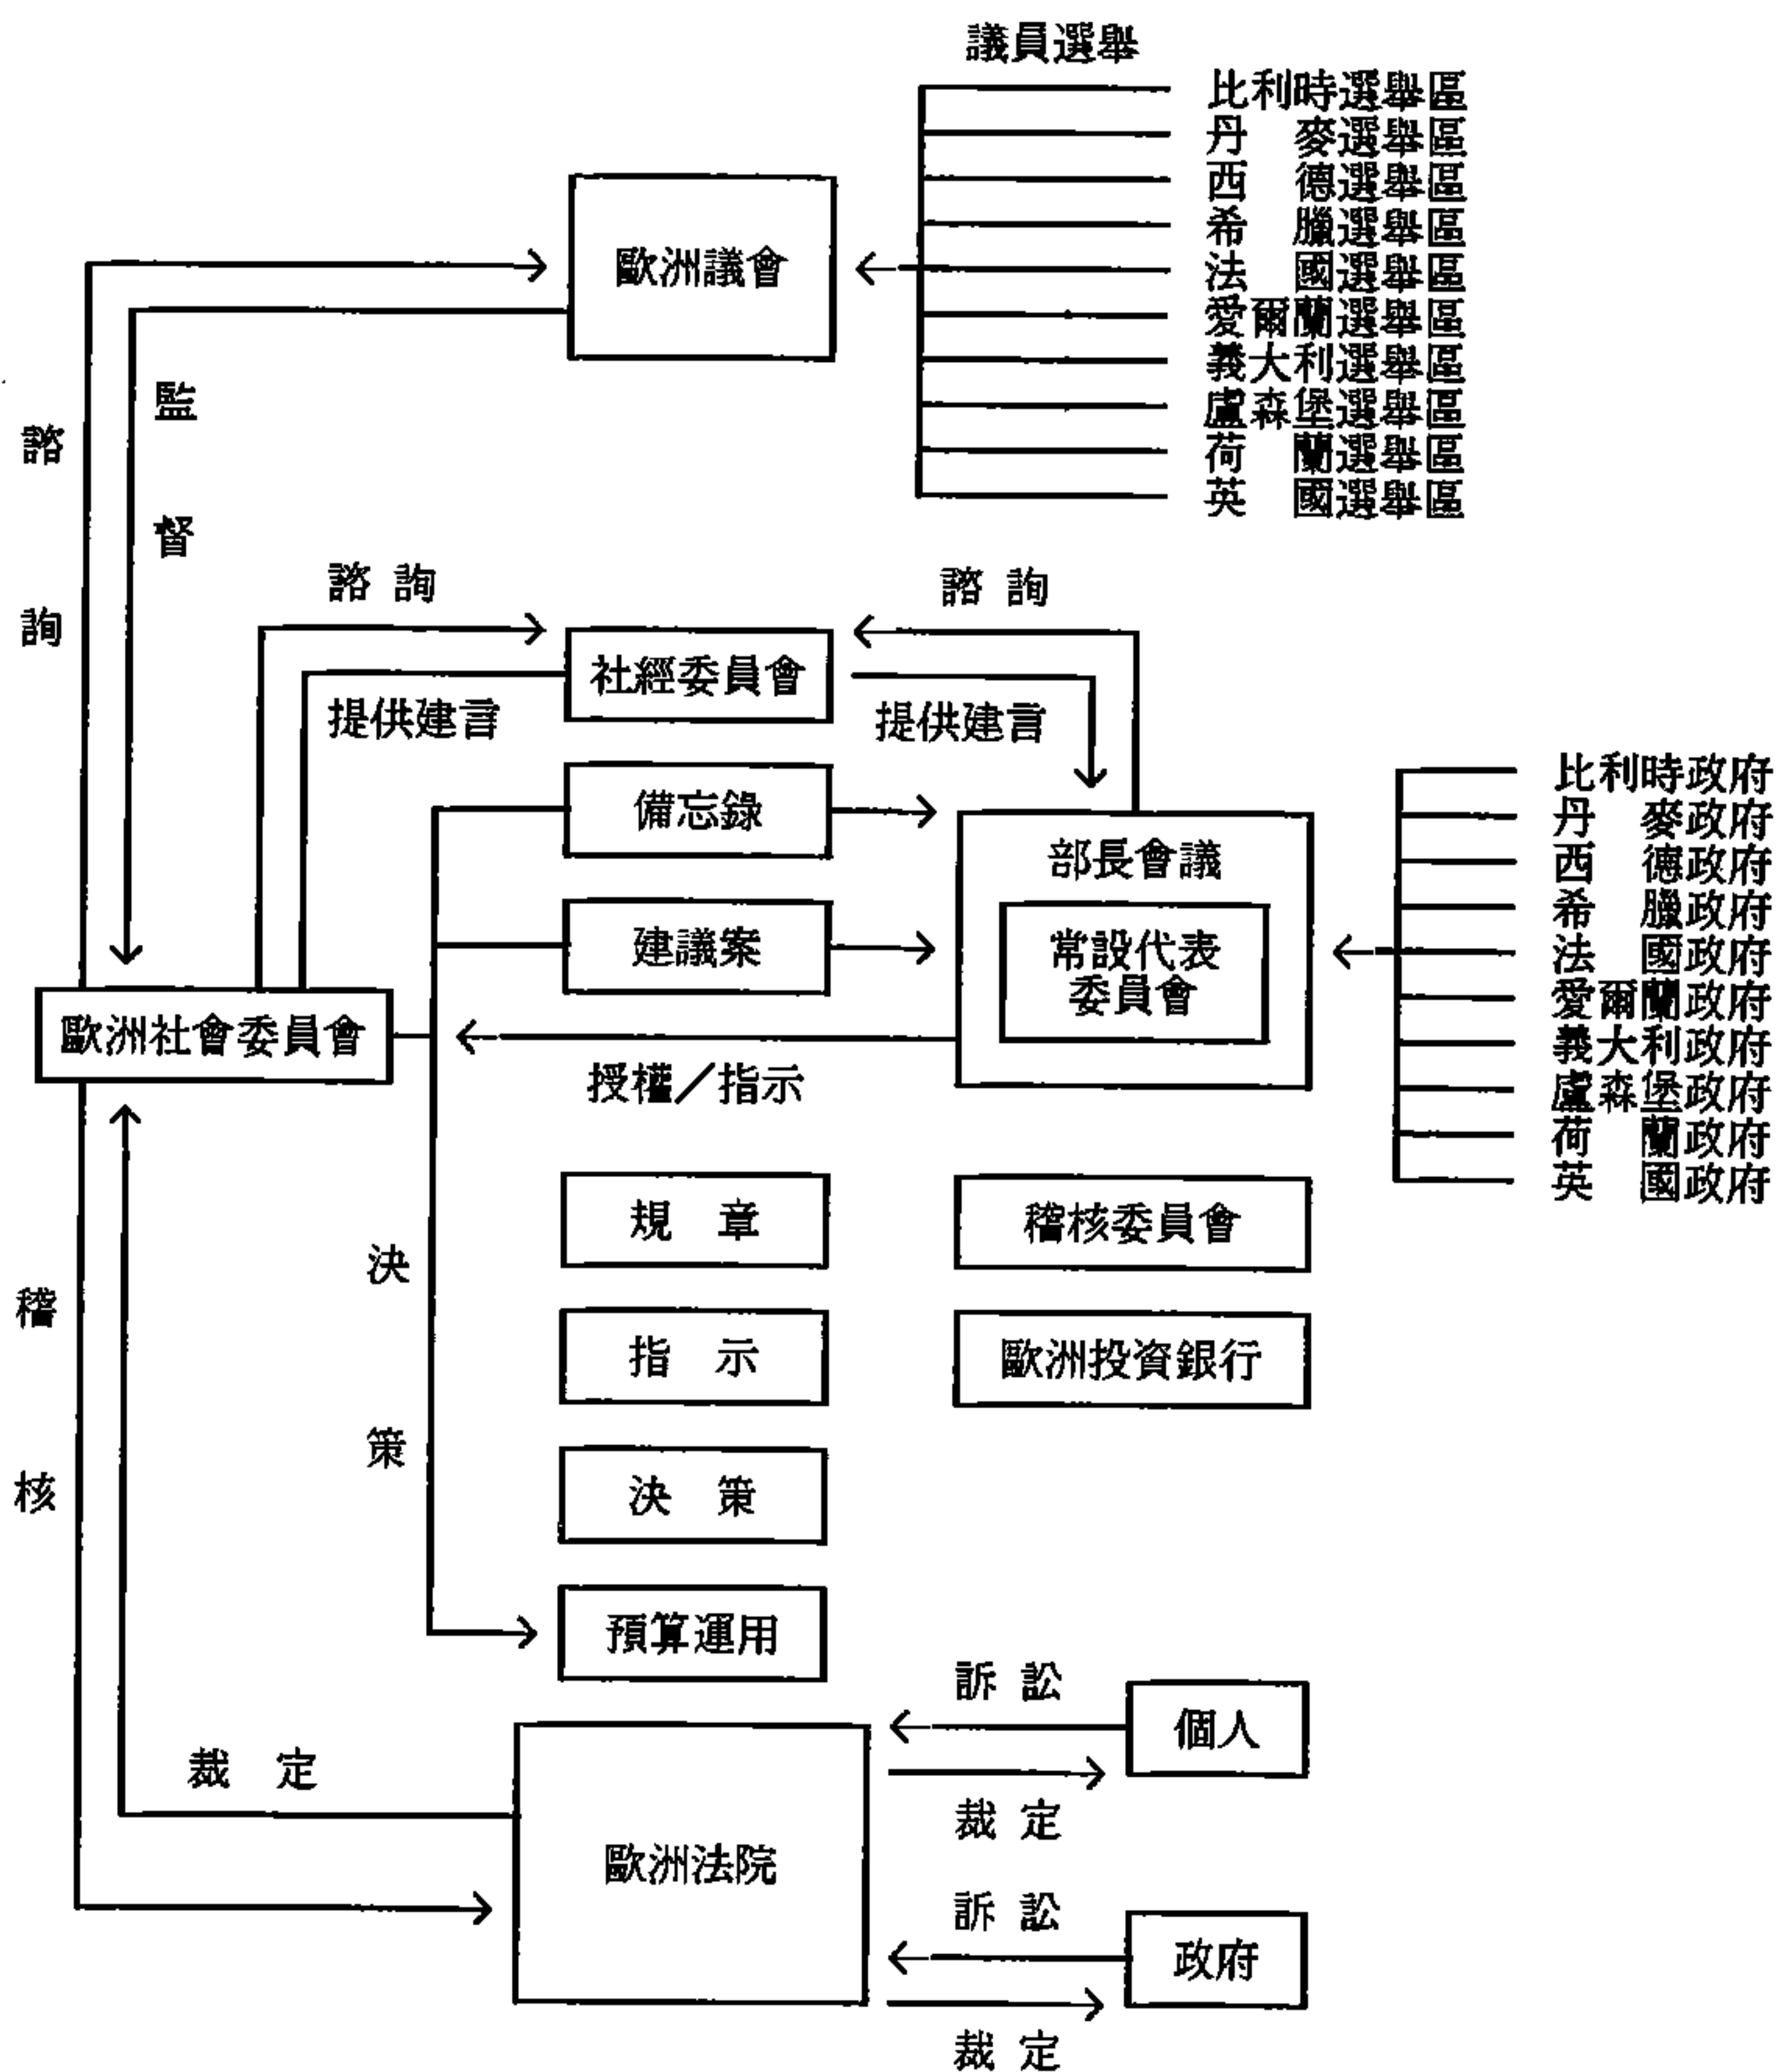 議員選舉
比利時選舉區
丹麥選舉區
西德選舉區
希臘選舉區
法國選舉區
愛爾蘭選舉區
義大利選舉區
盧森堡選舉區
荷蘭選舉區
英國選舉區
歐洲議會
諮詢
監督
諮詢
諮詢
社經委員會
提供建言
提供建言
備忘錄
建議案
部長會議
常設代表
委員會
比利時政府
丹麥政府
西德政府
希臘政府
法國政府
愛爾蘭政府
義大利政府
盧森堡政府
荷蘭政府
英國政府
歐洲社會委員會
授權／指示
規章
稽核委員會
指示
歐洲投資銀行
決策
決策
預算運用
稽核
裁定
歐洲法院
訴訟
個人
裁定
訴訟
政府
裁定